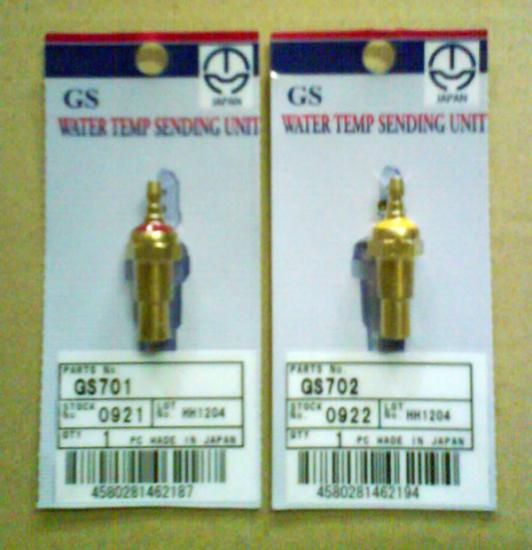 JAPAN
GS
WATER TEMP SENDING UNIT
PARTS No.
GS701
STOCK No. 0921 LOT No. HH1204
QTY 1 PC MADE IN JAPAN
4580281462187
JAPAN
GS
WATER TEMP SENDING UNIT
PARTS No.
GS702
STOCK No. 0922 LOT No. HH1204
QTY 1 PC MADE IN JAPAN
4580281462194